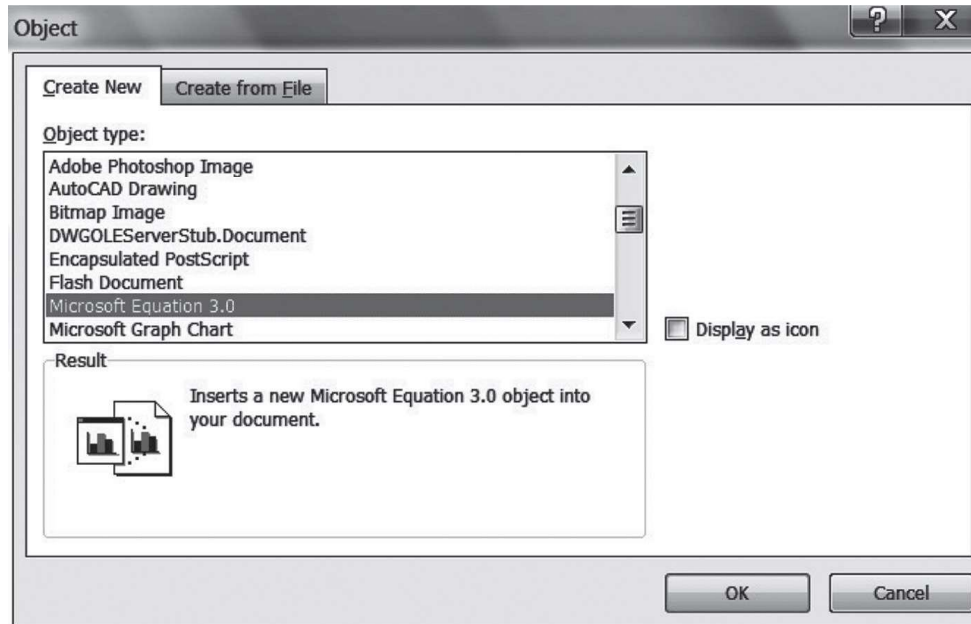 Object
Create New
Create from File
Object type:
Adobe Photoshop Image
AutoCAD Drawing
Bitmap Image
DWGOLEServerStub.Document
Encapsulated PostScript
Flash Document
Microsoft Equation 3.0
Microsoft Graph Chart
Display as icon
Result
Inserts a new Microsoft Equation 3.0 object into
your document.
OK
Cancel